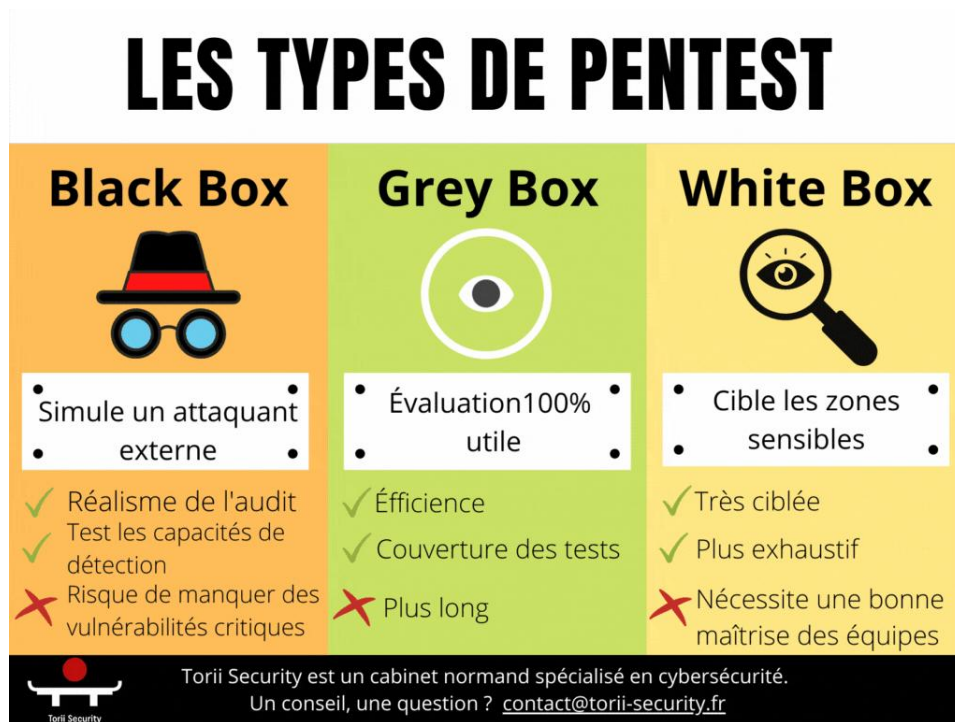 LES TYPES DE PENTEST
Black Box
Simule un attaquant
externe
Réalisme de l'audit
Test les capacités de
détection
Risque de manquer des
vulnérabilités critiques
Grey Box
Évaluation100%
utile
Éfficience
Couverture des tests
Plus long
White Box
Cible les zones
sensibles
Très ciblée
Plus exhaustif
Nécessite une bonne
maîtrise des équipes
Torii Security
Torii Security est un cabinet normand spécialisé en cybersécurité.
Un conseil, une question ? contact@torii-security.fr